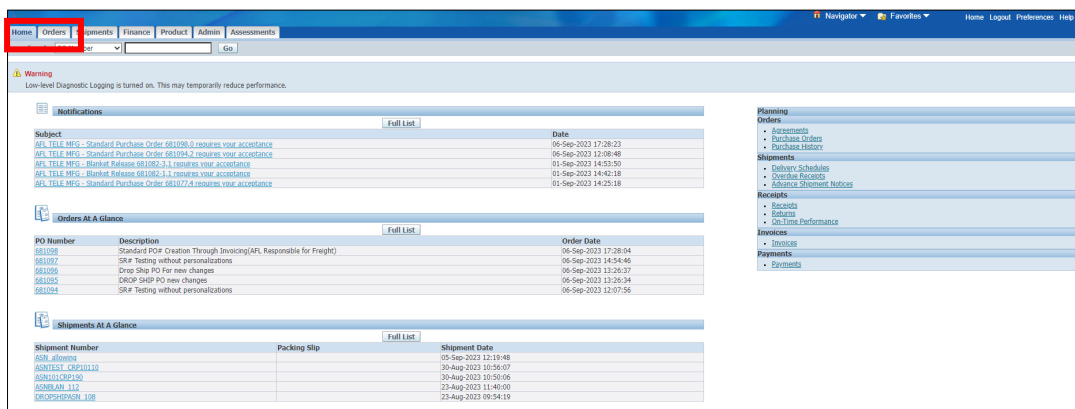 Navigator Favorites Home Logout Preferences Help
Home Orders Shipments Finance Product Admin Assessments
Go
Warning
Low-level Diagnostic Logging is turned on. This may temporarily reduce performance.
Notifications
Full List
Subject Date
AFL TELE MFG - Standard Purchase Order 681098,0 requires your acceptance 06-Sep-2023 17:28:23
AFL TELE MFG - Standard Purchase Order 681094,2 requires your acceptance 06-Sep-2023 12:08:48
AFL TELE MFG - Blanket Release 681082-3,1 requires your acceptance 01-Sep-2023 14:53:50
AFL TELE MFG - Blanket Release 681082-1,1 requires your acceptance 01-Sep-2023 14:42:18
AFL TELE MFG - Standard Purchase Order 681077,4 requires your acceptance 01-Sep-2023 14:25:18
Orders At A Glance
Full List
PO Number Description Order Date
681098 Standard PO# Creation Through Invoicing(AFL Responsible for Freight) 06-Sep-2023 17:28:04
681097 SR# Testing without personalizations 06-Sep-2023 14:54:46
681096 Drop Ship PO For new changes 06-Sep-2023 13:26:37
681095 DROP SHIP PO new changes 06-Sep-2023 13:26:34
681094 SR# Testing without personalizations 06-Sep-2023 12:07:56
Shipments At A Glance
Full List
Shipment Number Packing Slip Shipment Date
ASN_allowing 05-Sep-2023 12:19:48
ASNTEST_CRP10110 30-Aug-2023 10:56:07
ASN101CRP190 30-Aug-2023 10:50:06
ASNBLAN_112 23-Aug-2023 11:40:00
DROPSHIPASN_108 23-Aug-2023 09:54:19
Planning
Orders
Agreements
Purchase Orders
Purchase History
Shipments
Delivery Schedules
Overdue Receipts
Advance Shipment Notices
Receipts
Receipts
Returns
On-Time Performance
Invoices
Invoices
Payments
Payments